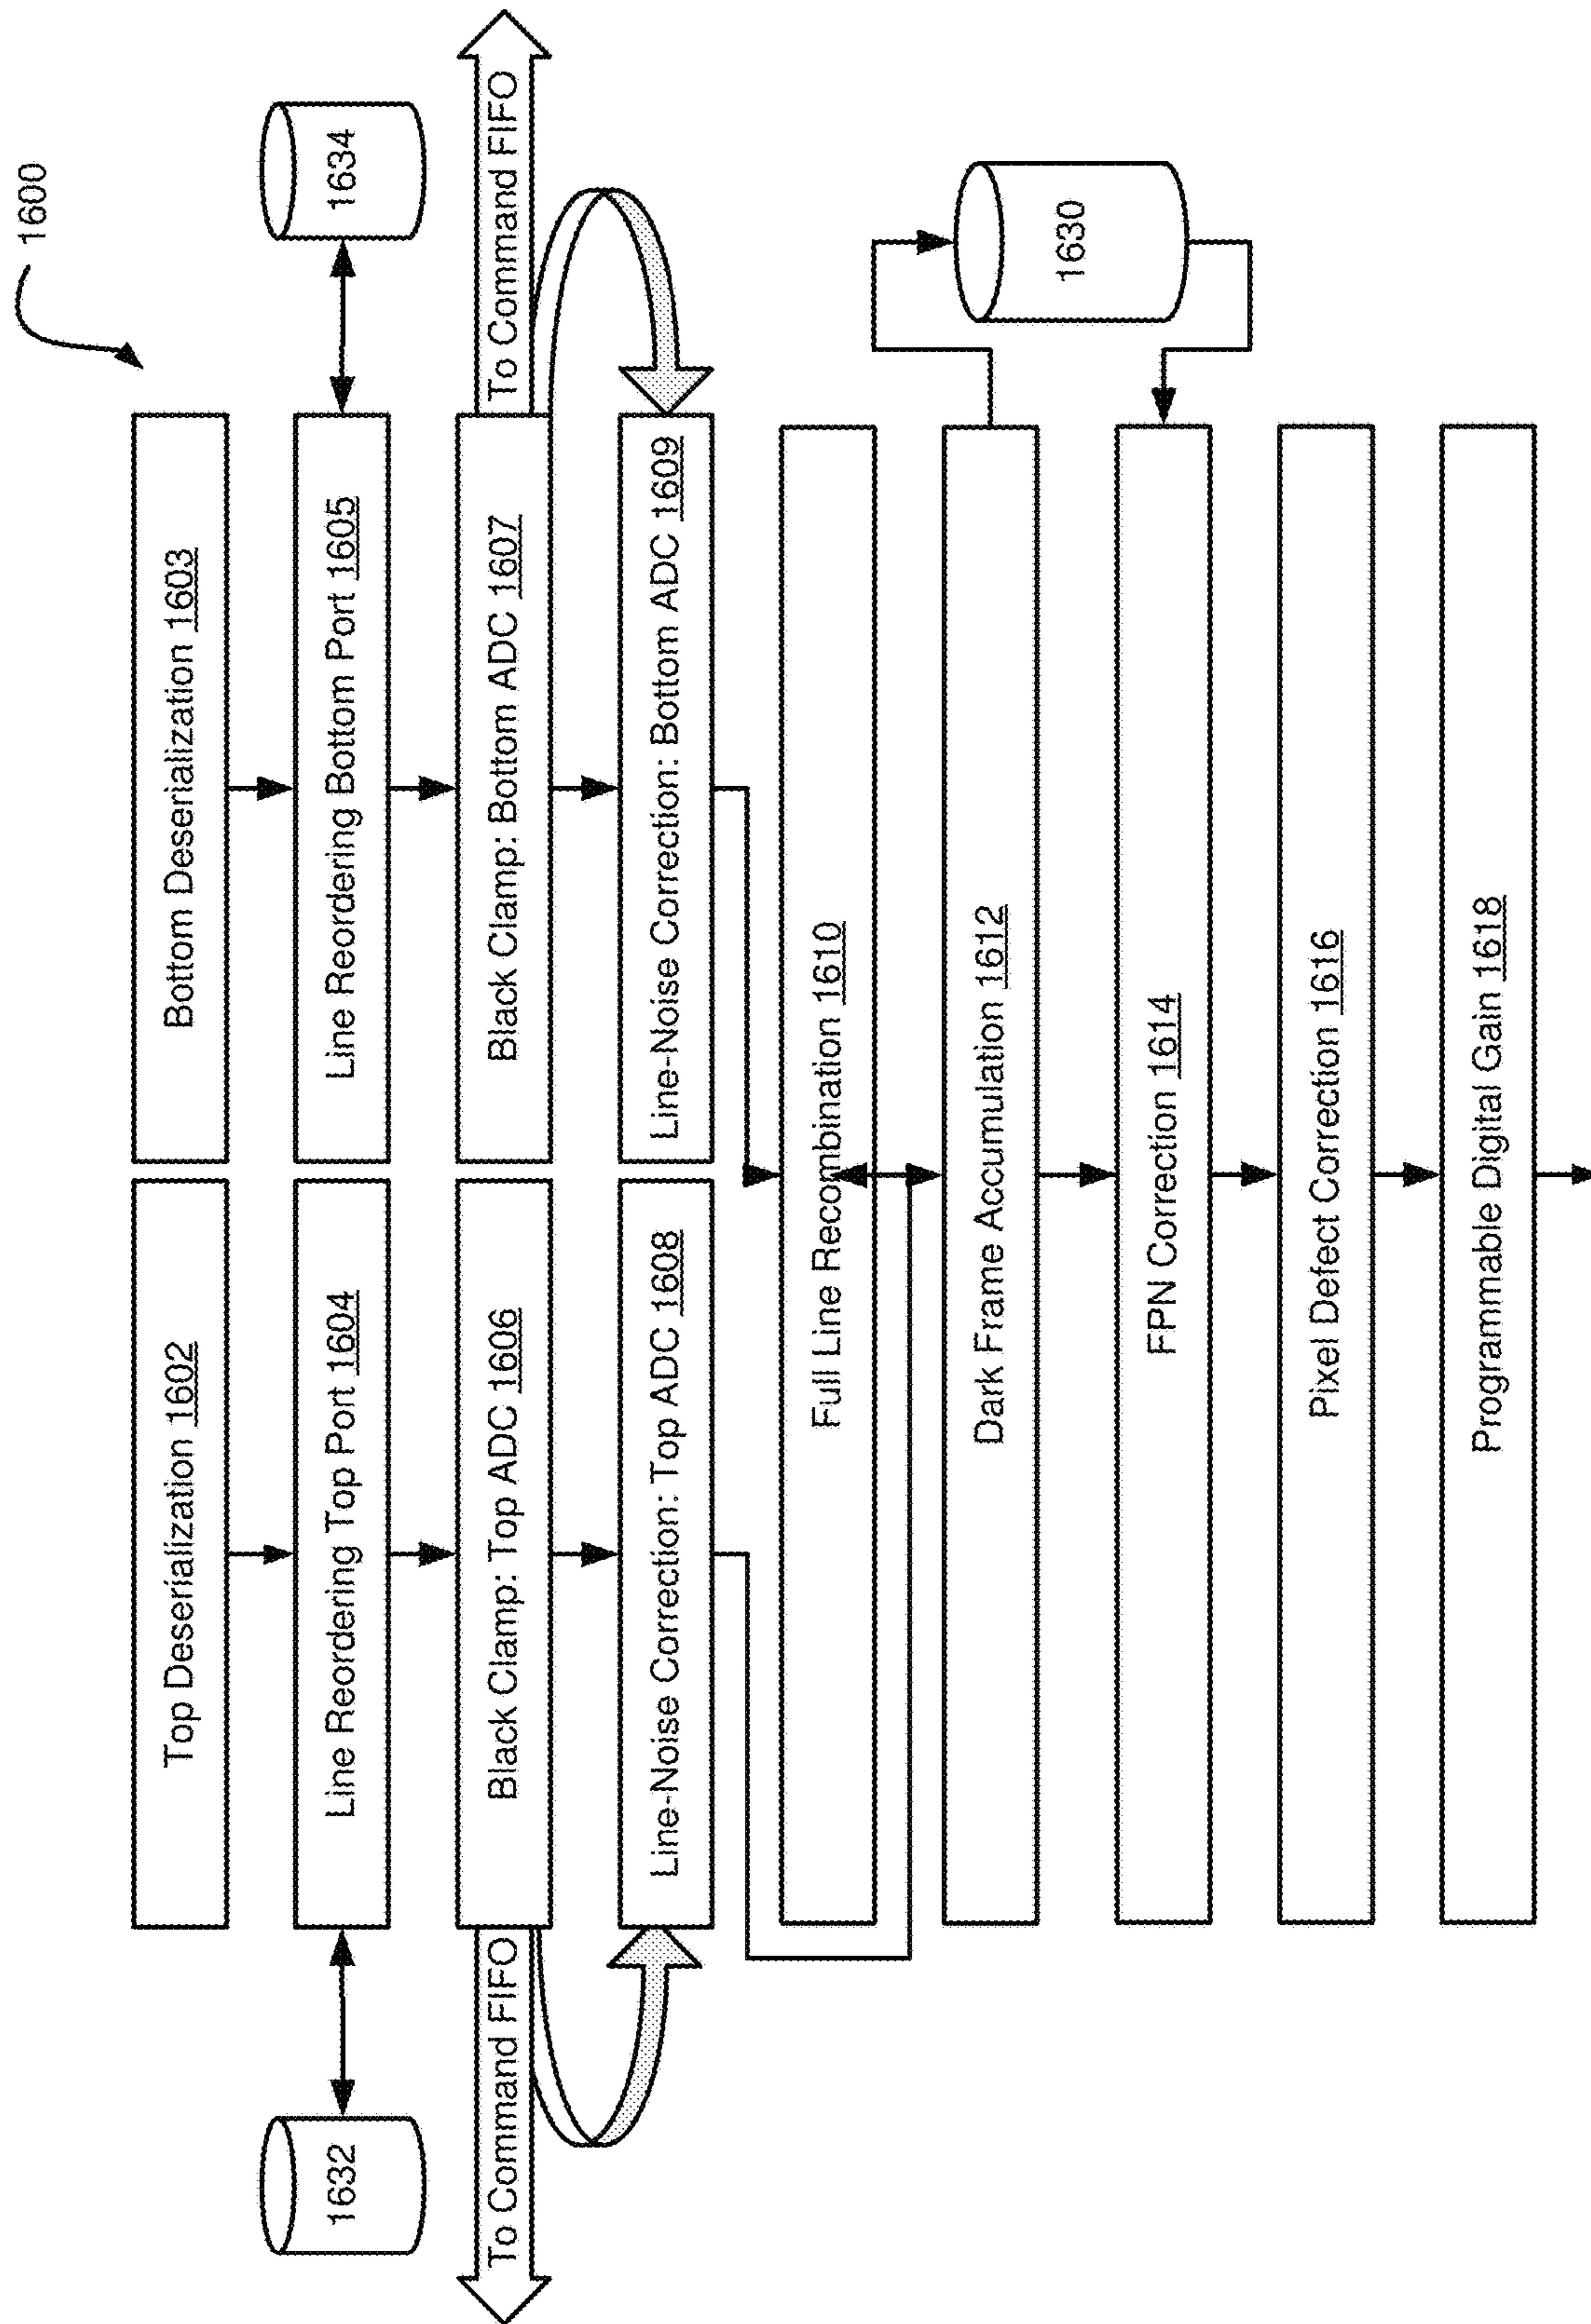 1600
Top Deserialization 1602
Bottom Deserialization 1603
1632
Line Reordering Top Port 1604
Line Reordering Bottom Port 1605
1634
To Command FIFO
Black Clamp: Top ADC 1606
Black Clamp: Bottom ADC 1607
To Command FIFO
Line-Noise Correction: Top ADC 1608
Line-Noise Correction: Bottom ADC 1609
Full Line Recombination 1610
Dark Frame Accumulation 1612
1630
FPN Correction 1614
Pixel Defect Correction 1616
Programmable Digital Gain 1618